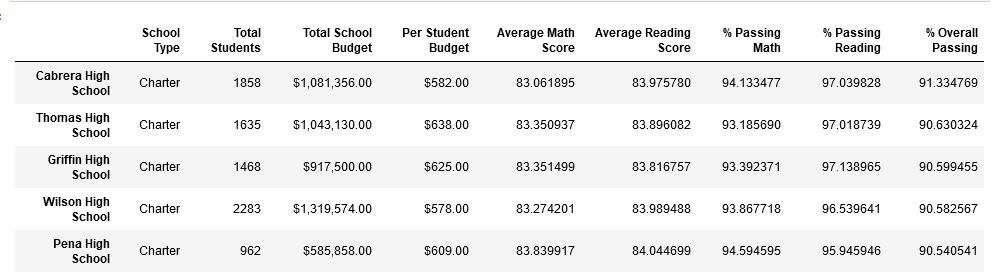 School Type Total Students Total School Budget Per Student Budget Average Math Score Average Reading Score % Passing Math % Passing Reading % Overall Passing
Cabrera High School Charter 1858 $1,081,356.00 $582.00 83.061895 83.975780 94.133477 97.039828 91.334769
Thomas High School Charter 1635 $1,043,130.00 $638.00 83.350937 83.896082 93.185690 97.018739 90.630324
Griffin High School Charter 1468 $917,500.00 $625.00 83.351499 83.816757 93.392371 97.138965 90.599455
Wilson High School Charter 2283 $1,319,574.00 $578.00 83.274201 83.989488 93.867718 96.539641 90.582567
Pena High School Charter 962 $585,858.00 $609.00 83.839917 84.044699 94.594595 95.945946 90.540541